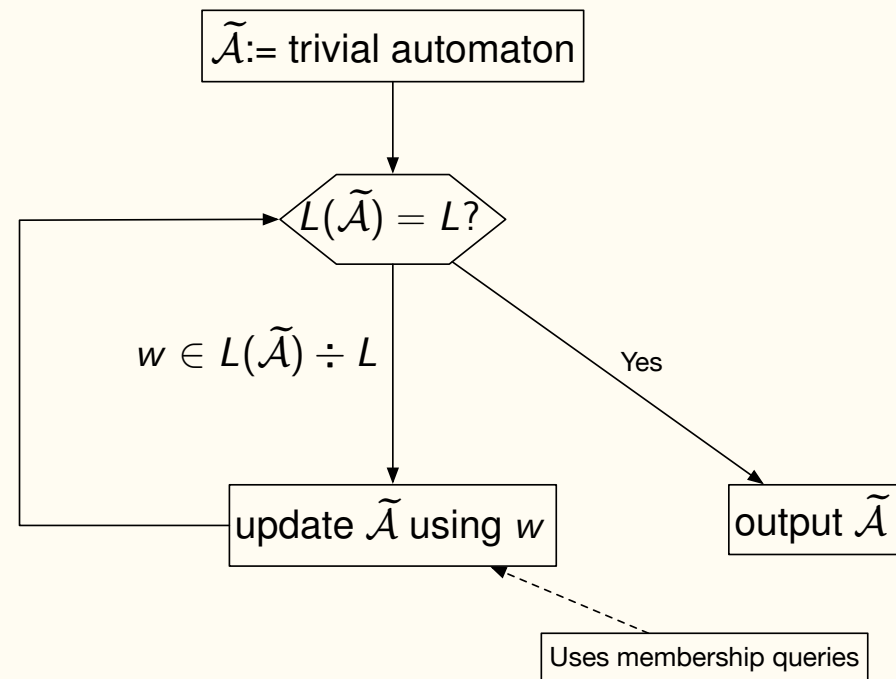 𝒜̃:= trivial automaton
L(𝒜̃) = L?
w ∈ L(𝒜̃) ÷ L
Yes
update 𝒜̃ using w
output 𝒜̃
Uses membership queries